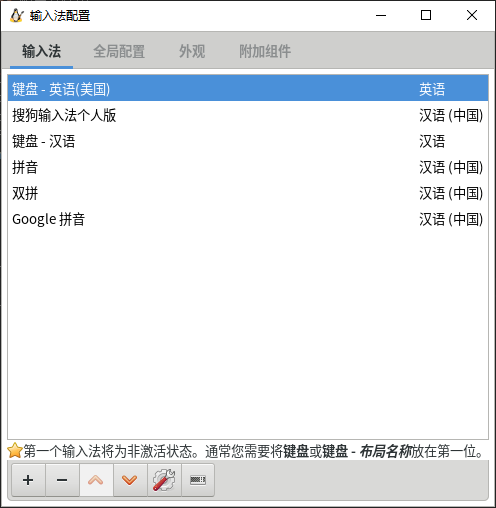 输入法配置
输入法 全局配置 外观 附加组件
键盘 - 英语(美国) 英语
搜狗输入法个人版 汉语 (中国)
键盘 - 汉语 汉语
拼音 汉语 (中国)
双拼 汉语 (中国)
Google 拼音 汉语 (中国)
第一个输入法将为非激活状态。通常您需要将键盘或键盘 - 布局名称放在第一位。